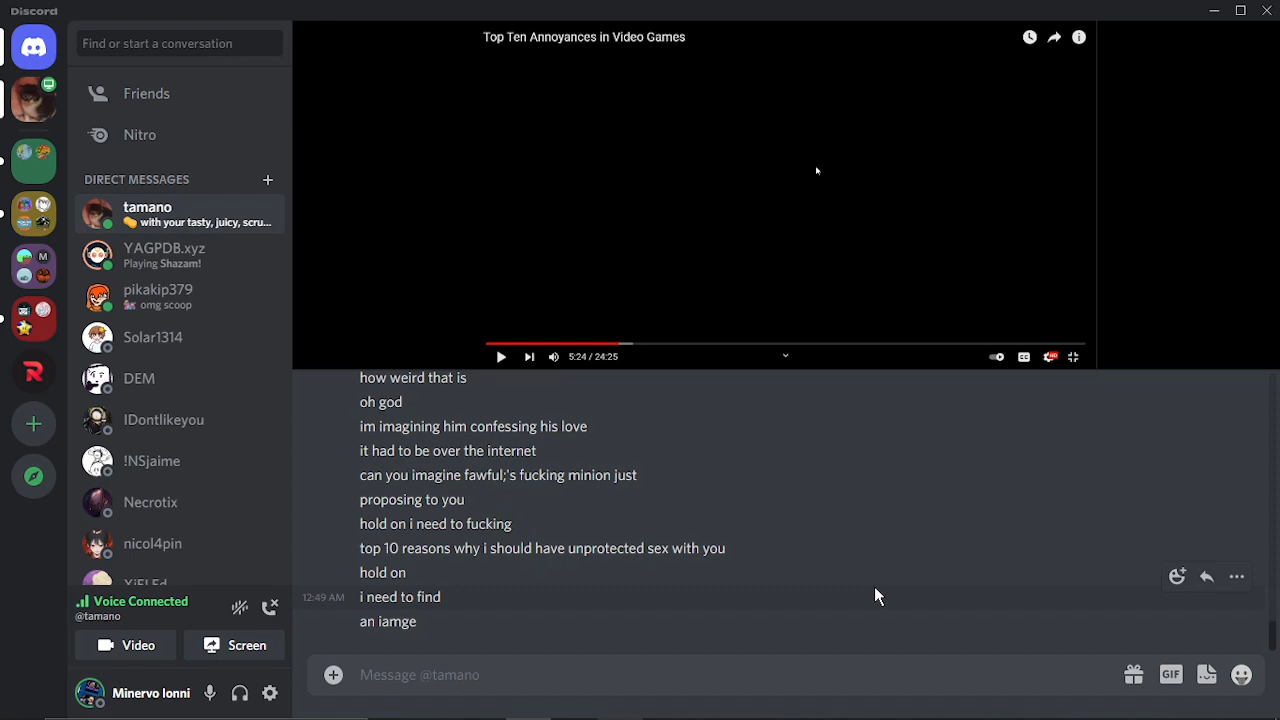 Discord
Find or start a conversation
Friends
Nitro
DIRECT MESSAGES
tamano
with your tasty, juicy, scru...
YAGPDB.xyz
Playing Shazam!
pikakip379
omg scoop
Solar1314
DEM
IDontlikeyou
!NSjaime
Necrotix
nicol4pin
Voice Connected
@tamano
Video
Screen
Minervo Ionni
Top Ten Annoyances in Video Games
5:24 / 24:25
CC
HD
how weird that is
oh god
im imagining him confessing his love
it had to be over the internet
can you imagine fawful;'s fucking minion just
proposing to you
hold on i need to fucking
top 10 reasons why i should have unprotected sex with you
hold on
12:49 AM i need to find
an iamge
Message @tamano
GIF